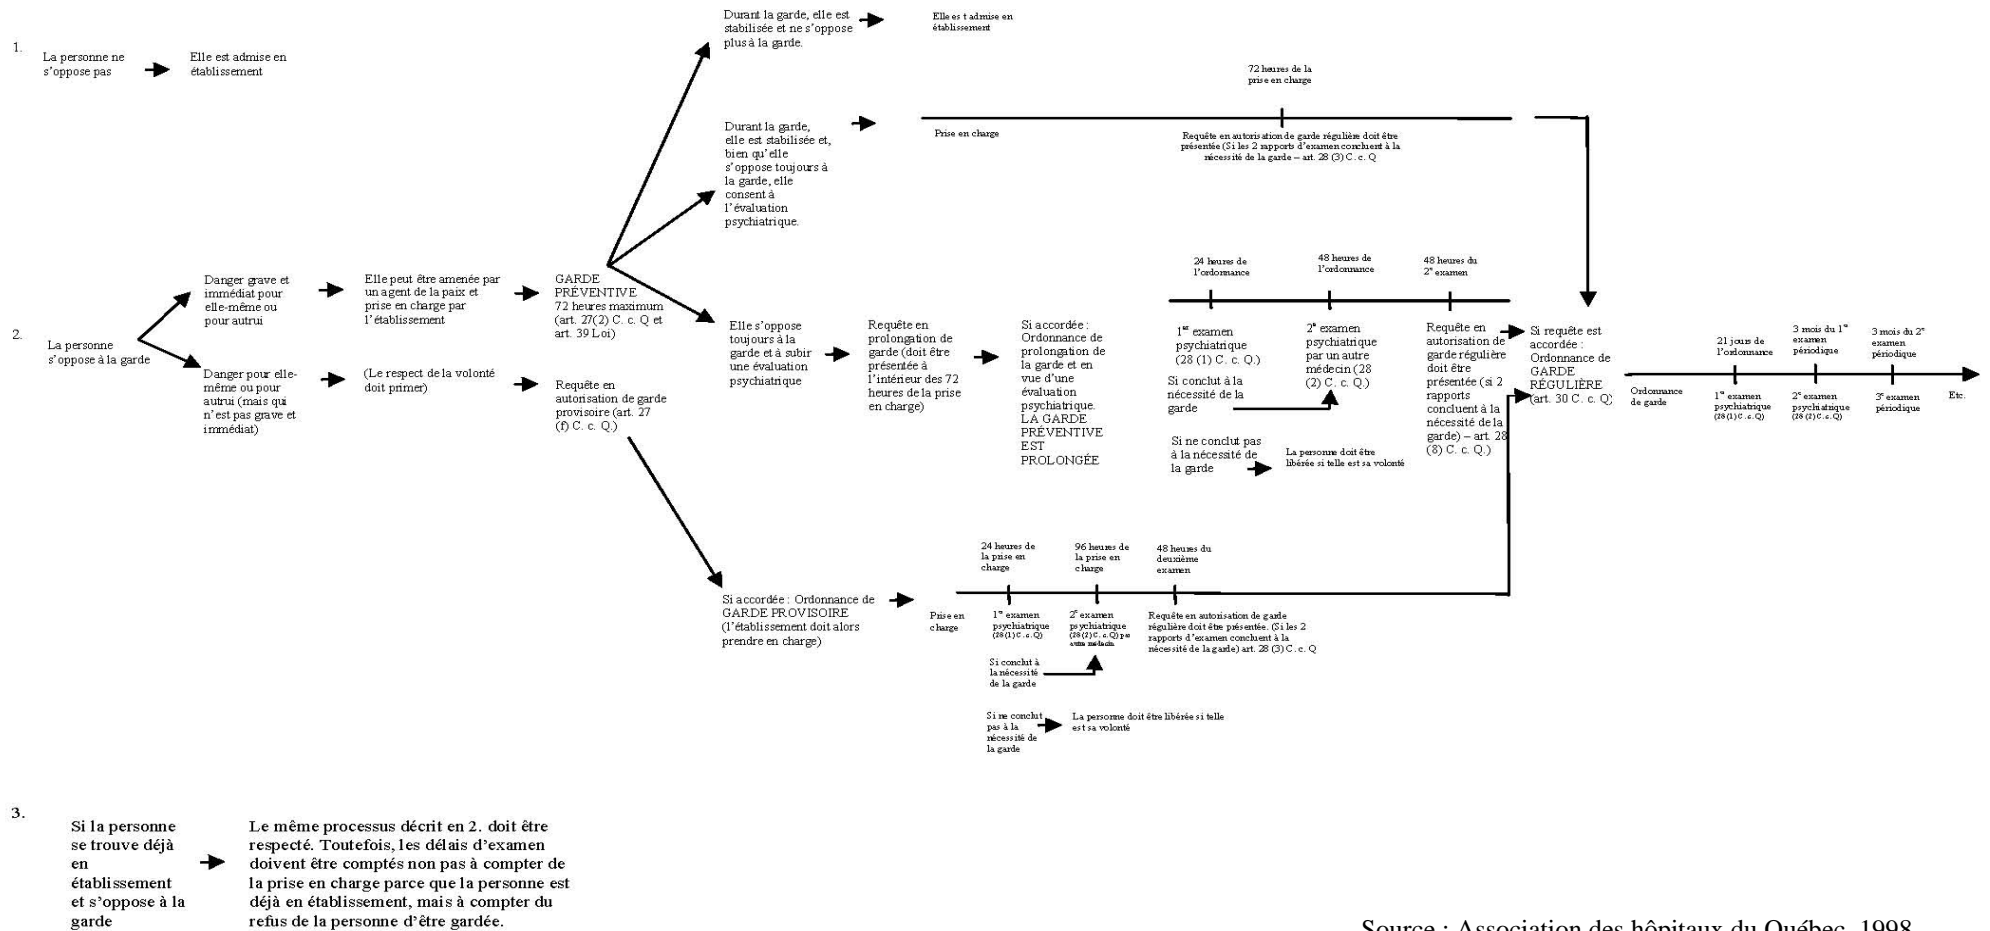 1.
La personne ne
s'oppose pas
Elle est admise en
établissement
Durant la garde, elle est
stabilisée et ne s'oppose
plus à la garde.
Elle es t admise en
établissement
Durant la garde,
elle est stabilisée et,
bien qu'elle
s'oppose toujours à
la garde, elle
consent à
l'évaluation
psychiatrique.
Prise en charge
72 heures de la
prise en charge
Requête en autorisation de garde régulière doit être
présentée (Si les 2 rapports d'examen concluent à la
nécessité de la garde – art. 28 (3) C. c. Q
2.
La personne
s'oppose à la garde
Danger grave et
immédiat pour
elle-même ou
pour autrui
Elle peut être amenée par
un agent de la paix et
prise en charge par
l'établissement
GARDE
PRÉVENTIVE
72 heures maximum
(art. 27(2) C. c. Q et
art. 39 Loi)
Danger pour elle-
même ou pour
autrui (mais qui
n'est pas grave et
immédiat)
(Le respect de la volonté
doit primer)
Requête en
autorisation de garde
provisoire (art. 27
(f) C. c. Q.)
Elle s'oppose
toujours à la
garde et à subir
une évaluation
psychiatrique
Requête en
prolongation de
garde (doit être
présentée à
l'intérieur des 72
heures de la prise
en charge)
Si accordée :
Ordonnance de
prolongation de
la garde et en
vue d'une
évaluation
psychiatrique.
LA GARDE
PRÉVENTIVE
EST
PROLONGÉE
24 heures de
l'ordonnance
48 heures de
l'ordonnance
48 heures du
2e examen
1er examen
psychiatrique
(28 (1) C. c. Q.)
Si conclut à la
nécessité de la
garde
Si ne conclut pas
à la nécessité de
la garde
La personne doit être
libérée si telle est sa volonté
2e examen
psychiatrique
par un autre
médecin (28
(2) C. c. Q.)
Requête en
autorisation de
garde régulière
doit être
présentée (si 2
rapports
concluent à la
nécessité de la
garde) – art. 28
(8) C. c. Q.)
Si requête est
accordée :
Ordonnance de
GARDE
RÉGULIÈRE
(art. 30 C. c. Q)
Ordonnance
de garde
21 jours de
l'ordonnance
3 mois du 1er
examen
périodique
3 mois du 2e
examen
périodique
1er examen
psychiatrique
(28 (1) C. c. Q)
2e examen
psychiatrique
(28 (2) C. c. Q)
3e examen
périodique
Etc.
Si accordée : Ordonnance de
GARDE PROVISOIRE
(l'établissement doit alors
prendre en charge)
Prise en
charge
24 heures de
la prise en
charge
96 heures de
la prise en
charge
48 heures du
deuxième
examen
1er examen
psychiatrique
(28(1) C. c. Q)
2e examen
psychiatrique
(28(2) C. c. Q) par
autre médecin
Requête en autorisation de garde
régulière doit être présentée. (Si les 2
rapports d'examen concluent à la
nécessité de la garde) art. 28 (3) C. c. Q
Si conclut à
la nécessité
de la garde
Si ne conclut
pas à la
nécessité de
la garde
La personne doit être libérée si telle
est sa volonté
3.
Si la personne
se trouve déjà
en
établissement
et s'oppose à la
garde
Le même processus décrit en 2. doit être
respecté. Toutefois, les délais d'examen
doivent être comptés non pas à compter de
la prise en charge parce que la personne est
déjà en établissement, mais à compter du
refus de la personne d'être gardée.
Source : Association des hôpitaux du Québec, 1998